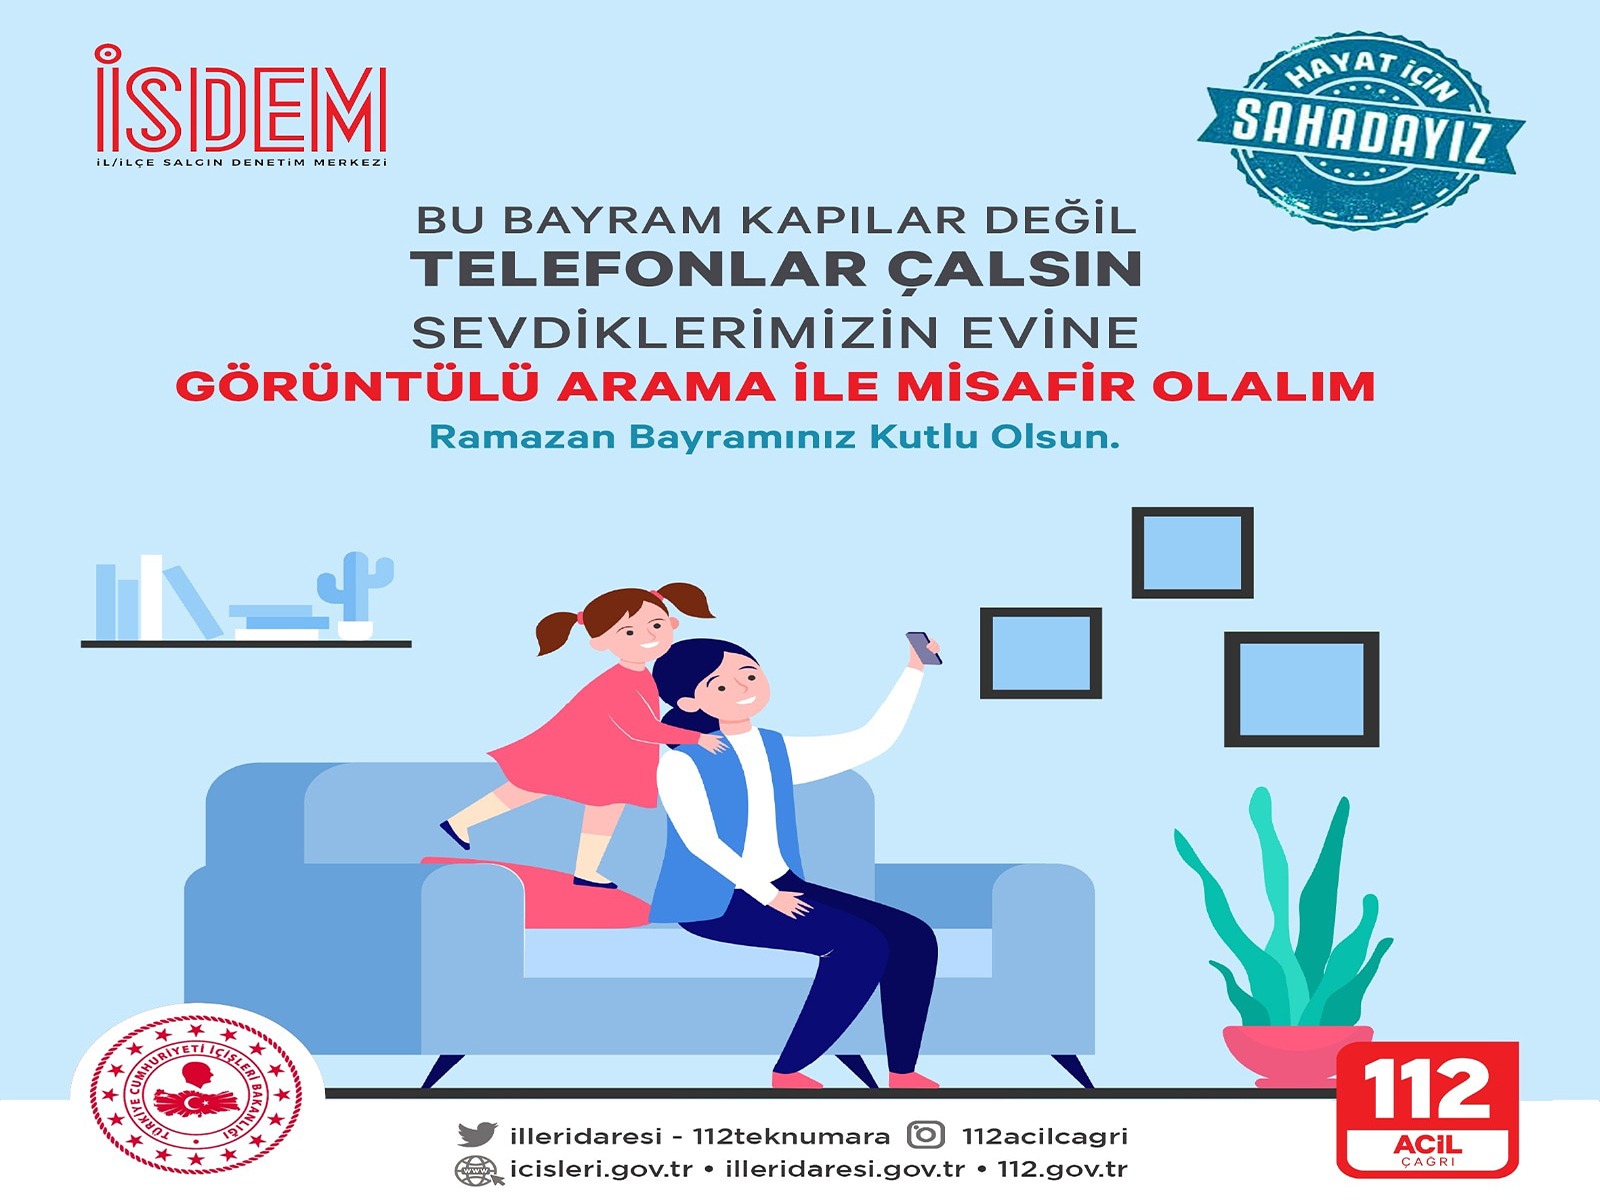 İSDEM
İL/İLÇE SALGIN DENETİM MERKEZİ
HAYAT İÇİN
SAHADAYIZ
BU BAYRAM KAPILAR DEĞİL
TELEFONLAR ÇALSIN
SEVDİKLERİMİZİN EVİNE
GÖRÜNTÜLÜ ARAMA İLE MİSAFİR OLALIM
Ramazan Bayramınız Kutlu Olsun.
TÜRKİYE CUMHURİYETİ İÇİŞLERİ BAKANLIĞI
illeridaresi - 112teknumara 112acilcagri
www icisleri.gov.tr • illeridaresi.gov.tr • 112.gov.tr
112
ACİL
ÇAĞRI